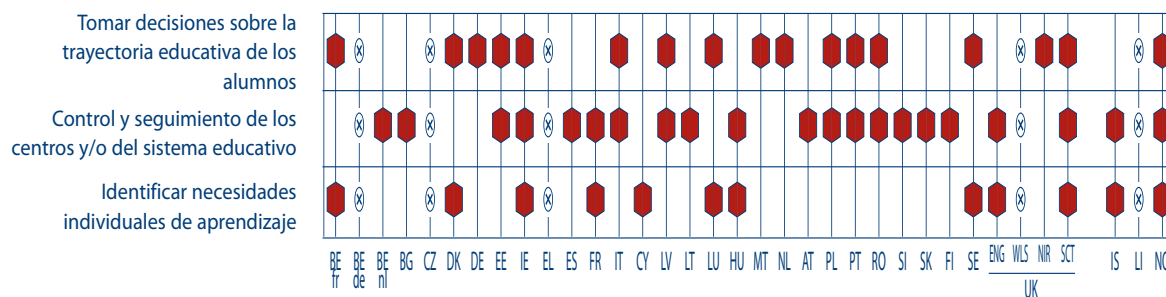 Tomar decisiones sobre la
trayectoria educativa de los
alumnos
Control y seguimiento de los
centros y/o del sistema educativo
Identificar necesidades
individuales de aprendizaje
BE fr BE de BE nl BG CZ DK DE EE IE EL ES FR IT CY LV LT LU HU MT NL AT PL PT RO SI SK FI SE ENG WLS NIR SCT IS LI NO
UK